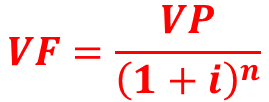 VF = VP / (1 + i)^n